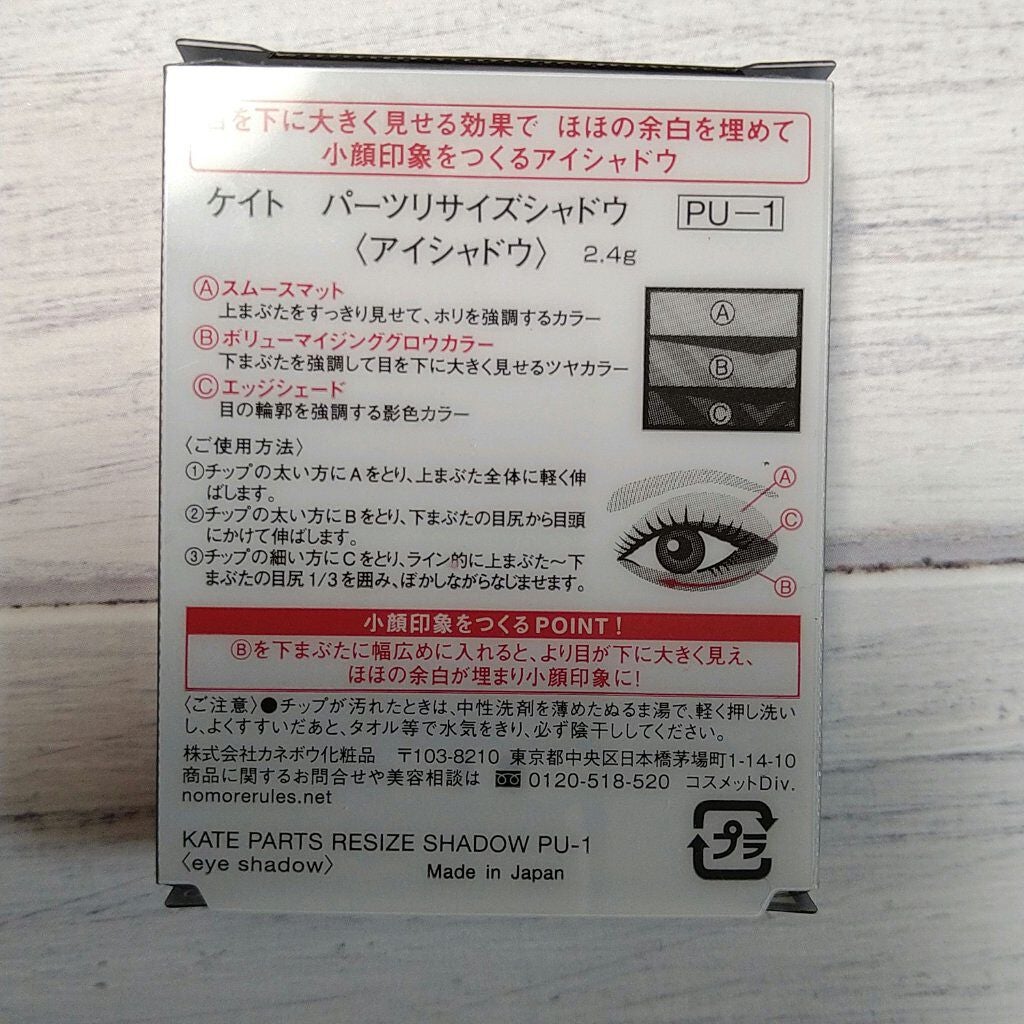 を下に大きく見せる効果で ほほの余白を埋めて
小顔印象をつくるアイシャドウ
ケイト パーツリサイズシャドウ PU-1
〈アイシャドウ〉 2.4g
Ⓐスムースマット
上まぶたをすっきり見せて、ホリを強調するカラー
Ⓑボリューマイジンググロウカラー
下まぶたを強調して目を下に大きく見せるツヤカラー
Ⓒエッジシェード
目の輪郭を強調する影色カラー
Ⓐ
Ⓑ
Ⓒ
〈ご使用方法〉
①チップの太い方にAをとり、上まぶた全体に軽く伸
ばします。
②チップの太い方にBをとり、下まぶたの目尻から目頭
にかけて伸ばします。
③チップの細い方にCをとり、ライン的に上まぶた〜下
まぶたの目尻1/3を囲み、ぼかしながらなじませます。
Ⓐ
Ⓒ
Ⓑ
小顔印象をつくるPOINT!
Ⓑを下まぶたに幅広めに入れると、より目が下に大きく見え、
ほほの余白が埋まり小顔印象に!
〈ご注意〉●チップが汚れたときは、中性洗剤を薄めたぬるま湯で、軽く押し洗い
し、よくすすいだあと、タオル等で水気をきり、必ず陰干ししてください。
株式会社カネボウ化粧品 〒103-8210 東京都中央区日本橋茅場町1-14-10
商品に関するお問合せや美容相談は 0120-518-520 コスメットDiv.
nomorerules.net
KATE PARTS RESIZE SHADOW PU-1
〈eye shadow〉
Made in Japan
プラ